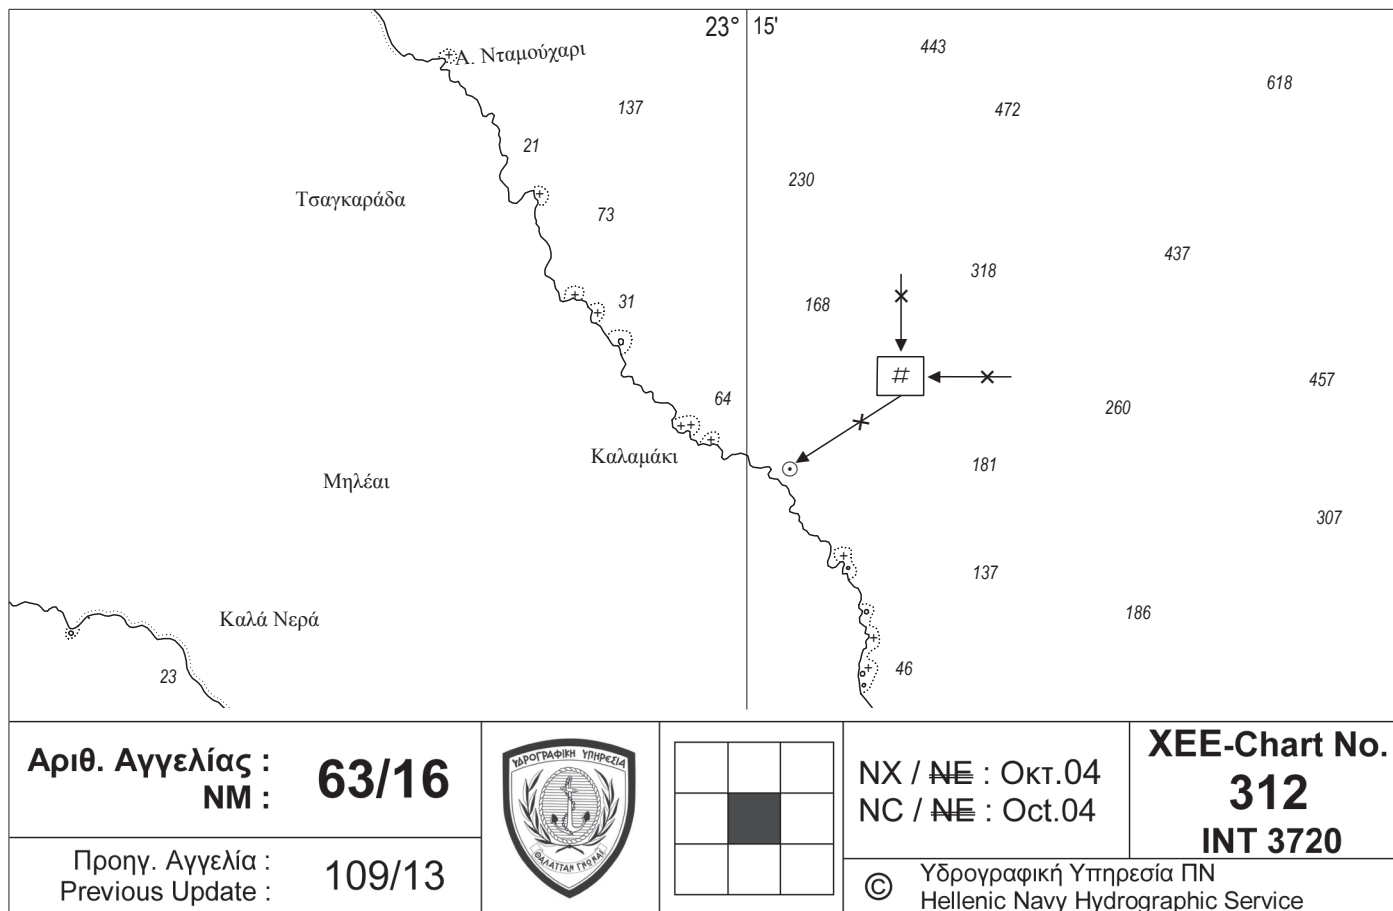 23° 15'
443
Α. Νταμούχαρι
618
137
472
21
230
Τσαγκαράδα
73
437
318
31
168
#
457
64
260
Καλαμάκι
181
Μηλέαι
307
137
186
Καλά Νερά
46
23
Αριθ. Αγγελίας :
NM :
63/16
Προηγ. Αγγελία :
Previous Update :
109/13
ΥΔΡΟΓΡΑΦΙΚΗ ΥΠΗΡΕΣΙΑ
ΘΑΛΑΤΤΑΝ ΓΝΩΝΑΙ
ΝΧ / ΝΕ : Οκτ.04
NC / NE : Oct.04
ΧΕΕ-Chart No.
312
INT 3720
© Υδρογραφική Υπηρεσία ΠΝ
Hellenic Navy Hydrographic Service